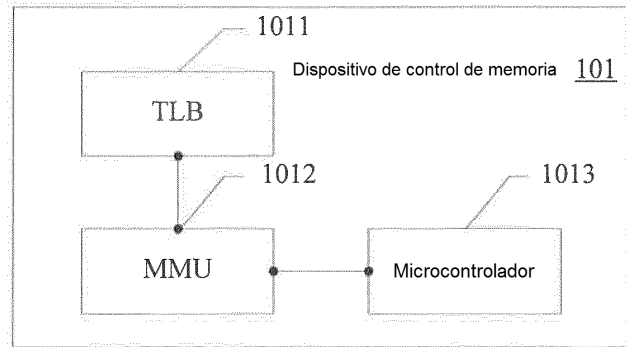 1011
Dispositivo de control de memoria 101
TLB
1012
1013
MMU
Microcontrolador